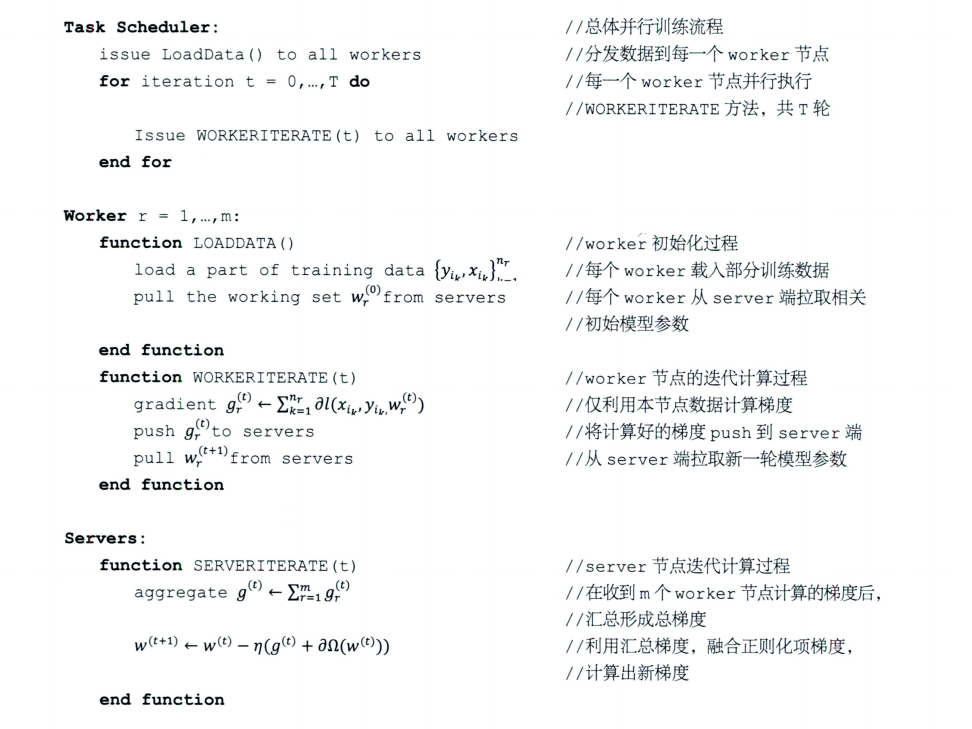 Task Scheduler: //总体并行训练流程
issue LoadData() to all workers //分发数据到每一个 worker 节点
for iteration t = 0,…,T do //每一个 worker 节点并行执行
//WORKERITERATE 方法，共 T 轮
Issue WORKERITERATE(t) to all workers
end for
Worker r = 1,…,m:
function LOADDATA() //worker 初始化过程
load a part of training data {y_{i_k}, x_{i_k}}^{n_r} //每个 worker 载入部分训练数据
pull the working set w_r^{(0)} from servers //每个 worker 从 server 端拉取相关
//初始模型参数
end function
function WORKERITERATE(t) //worker 节点的迭代计算过程
gradient g_r^{(t)} ← ∑_{k=1}^{n_r} ∂l(x_{i_k}, y_{i_k}, w_r^{(t)}) //仅利用本节点数据计算梯度
push g_r^{(t)} to servers //将计算好的梯度 push 到 server 端
pull w_r^{(t+1)} from servers //从 server 端拉取新一轮模型参数
end function
Servers:
function SERVERITERATE(t) //server 节点迭代计算过程
aggregate g^{(t)} ← ∑_{r=1}^{m} g_r^{(t)} //在收到 m 个 worker 节点计算的梯度后，
//汇总形成总梯度
w^{(t+1)} ← w^{(t)} − η(g^{(t)} + ∂Ω(w^{(t)})) //利用汇总梯度，融合正则化项梯度，
//计算出新梯度
end function